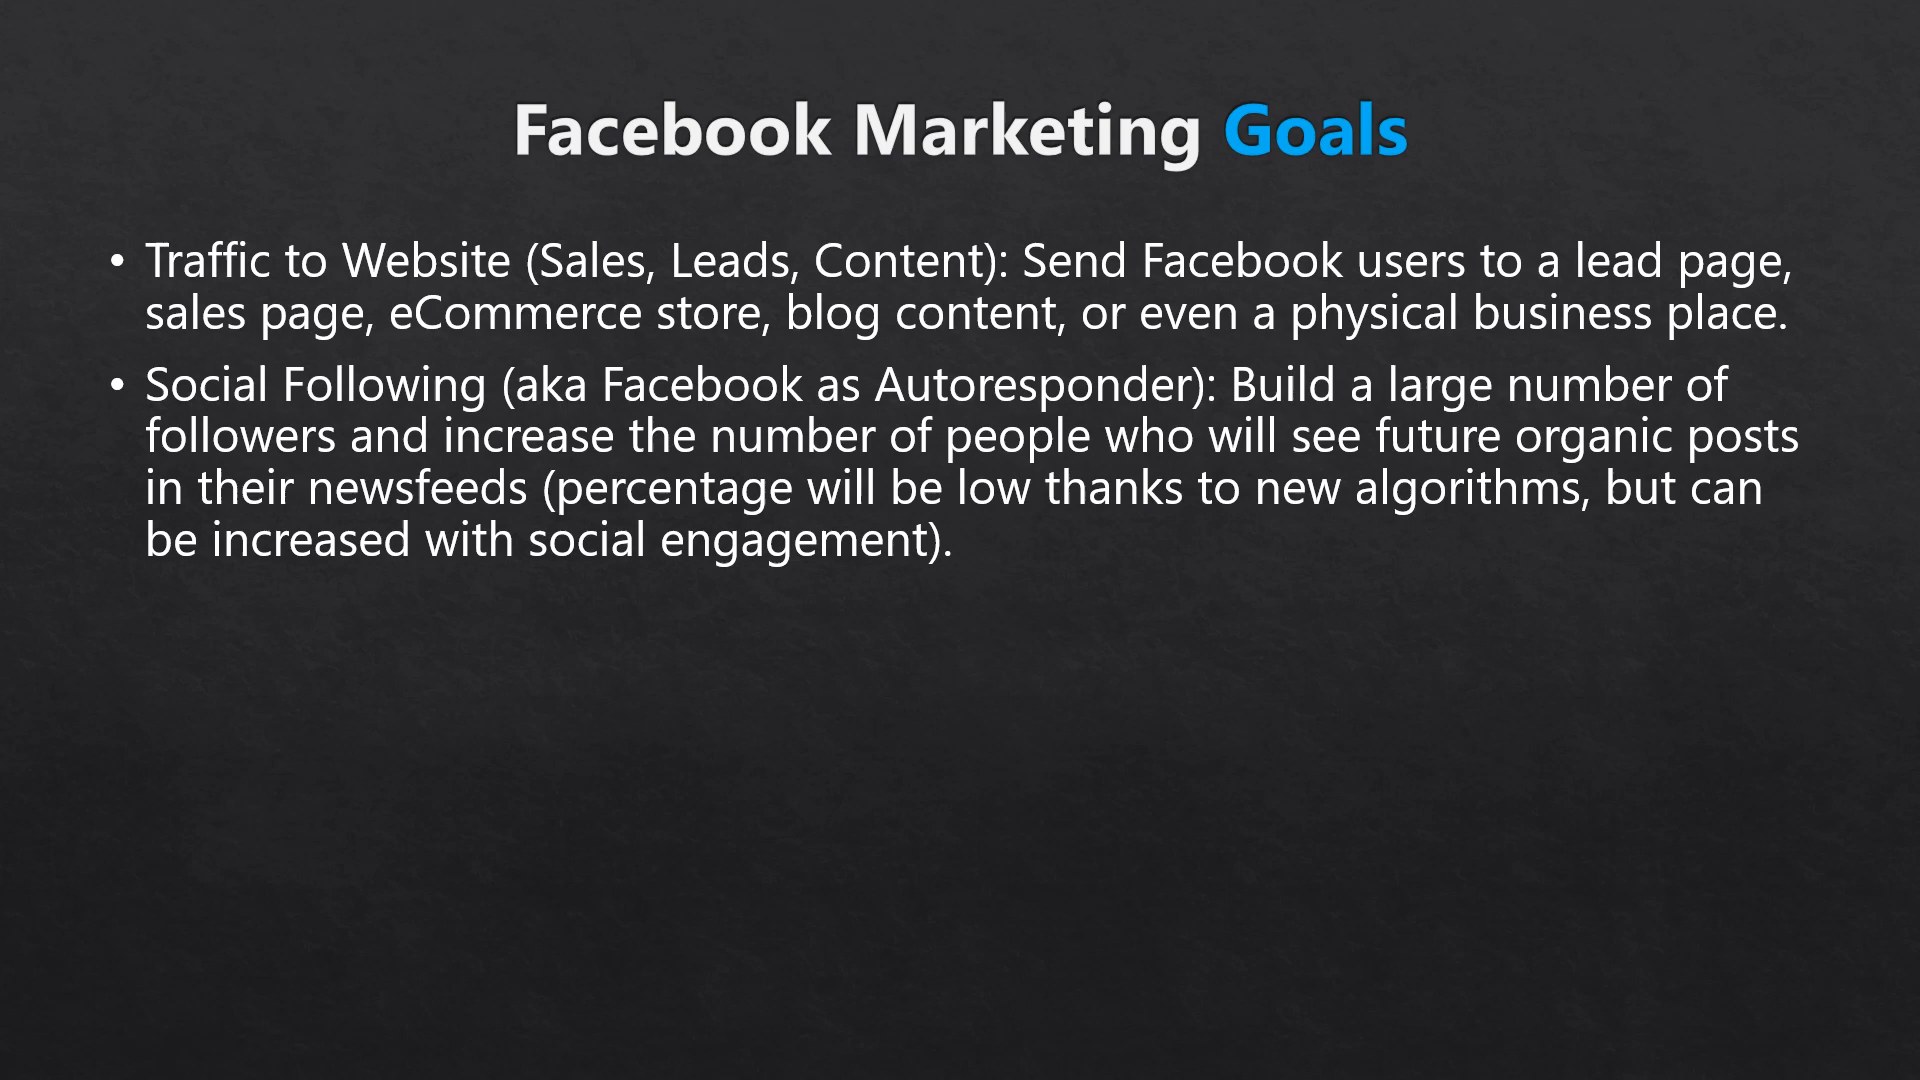 Facebook Marketing Goals
• Traffic to Website (Sales, Leads, Content): Send Facebook users to a lead page,
sales page, eCommerce store, blog content, or even a physical business place.
• Social Following (aka Facebook as Autoresponder): Build a large number of
followers and increase the number of people who will see future organic posts
in their newsfeeds (percentage will be low thanks to new algorithms, but can
be increased with social engagement).